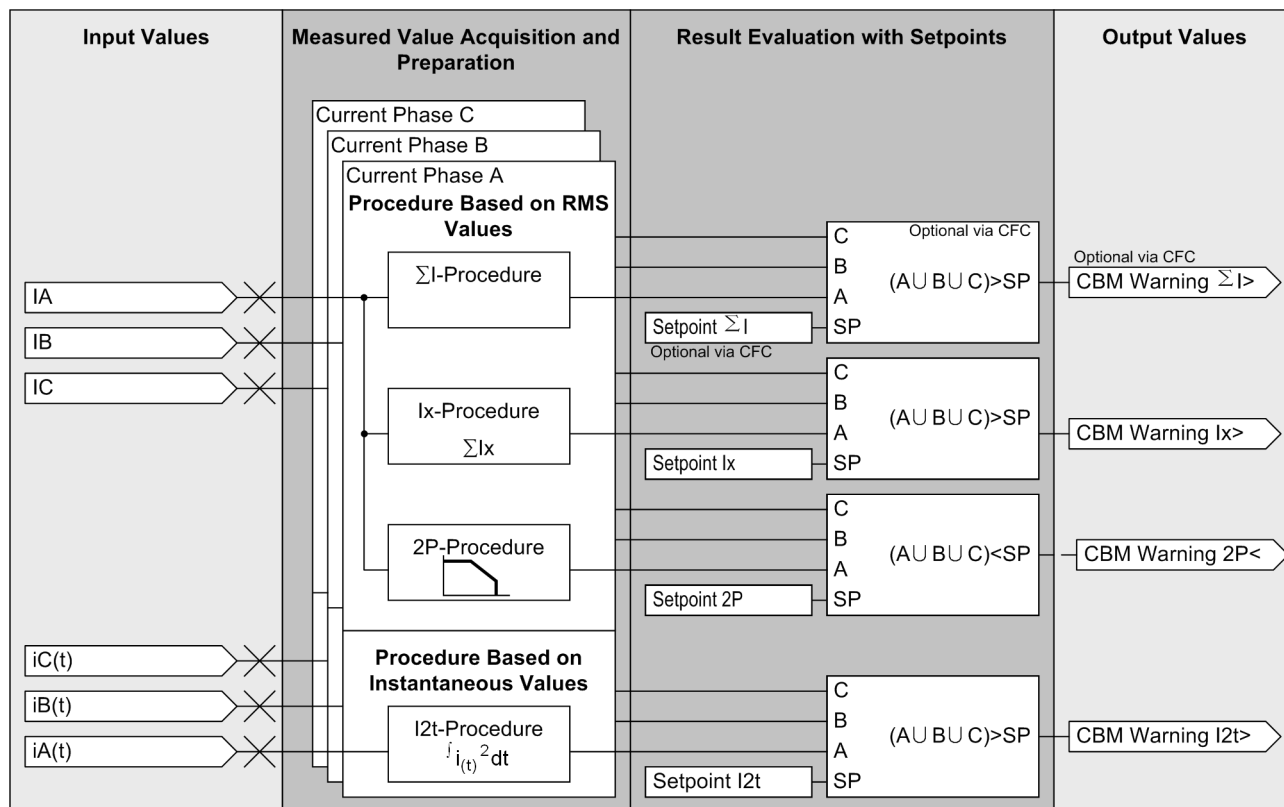 Input Values
Measured Value Acquisition and
Preparation
Result Evaluation with Setpoints
Output Values
Current Phase C
Current Phase B
Current Phase A
Procedure Based on RMS
Values
∑I-Procedure
Ix-Procedure
∑Ix
2P-Procedure
Procedure Based on
Instantaneous Values
I2t-Procedure
∫i(t)²dt
IA
IB
IC
iC(t)
iB(t)
iA(t)
Optional via CFC
C
B
A
SP
(A∪B∪C)>SP
Setpoint ∑I
Optional via CFC
C
B
A
SP
(A∪B∪C)>SP
Setpoint Ix
C
B
A
SP
(A∪B∪C)<SP
Setpoint 2P
C
B
A
SP
(A∪B∪C)>SP
Setpoint I2t
Optional via CFC
CBM Warning ∑I>
CBM Warning Ix>
CBM Warning 2P<
CBM Warning I2t>